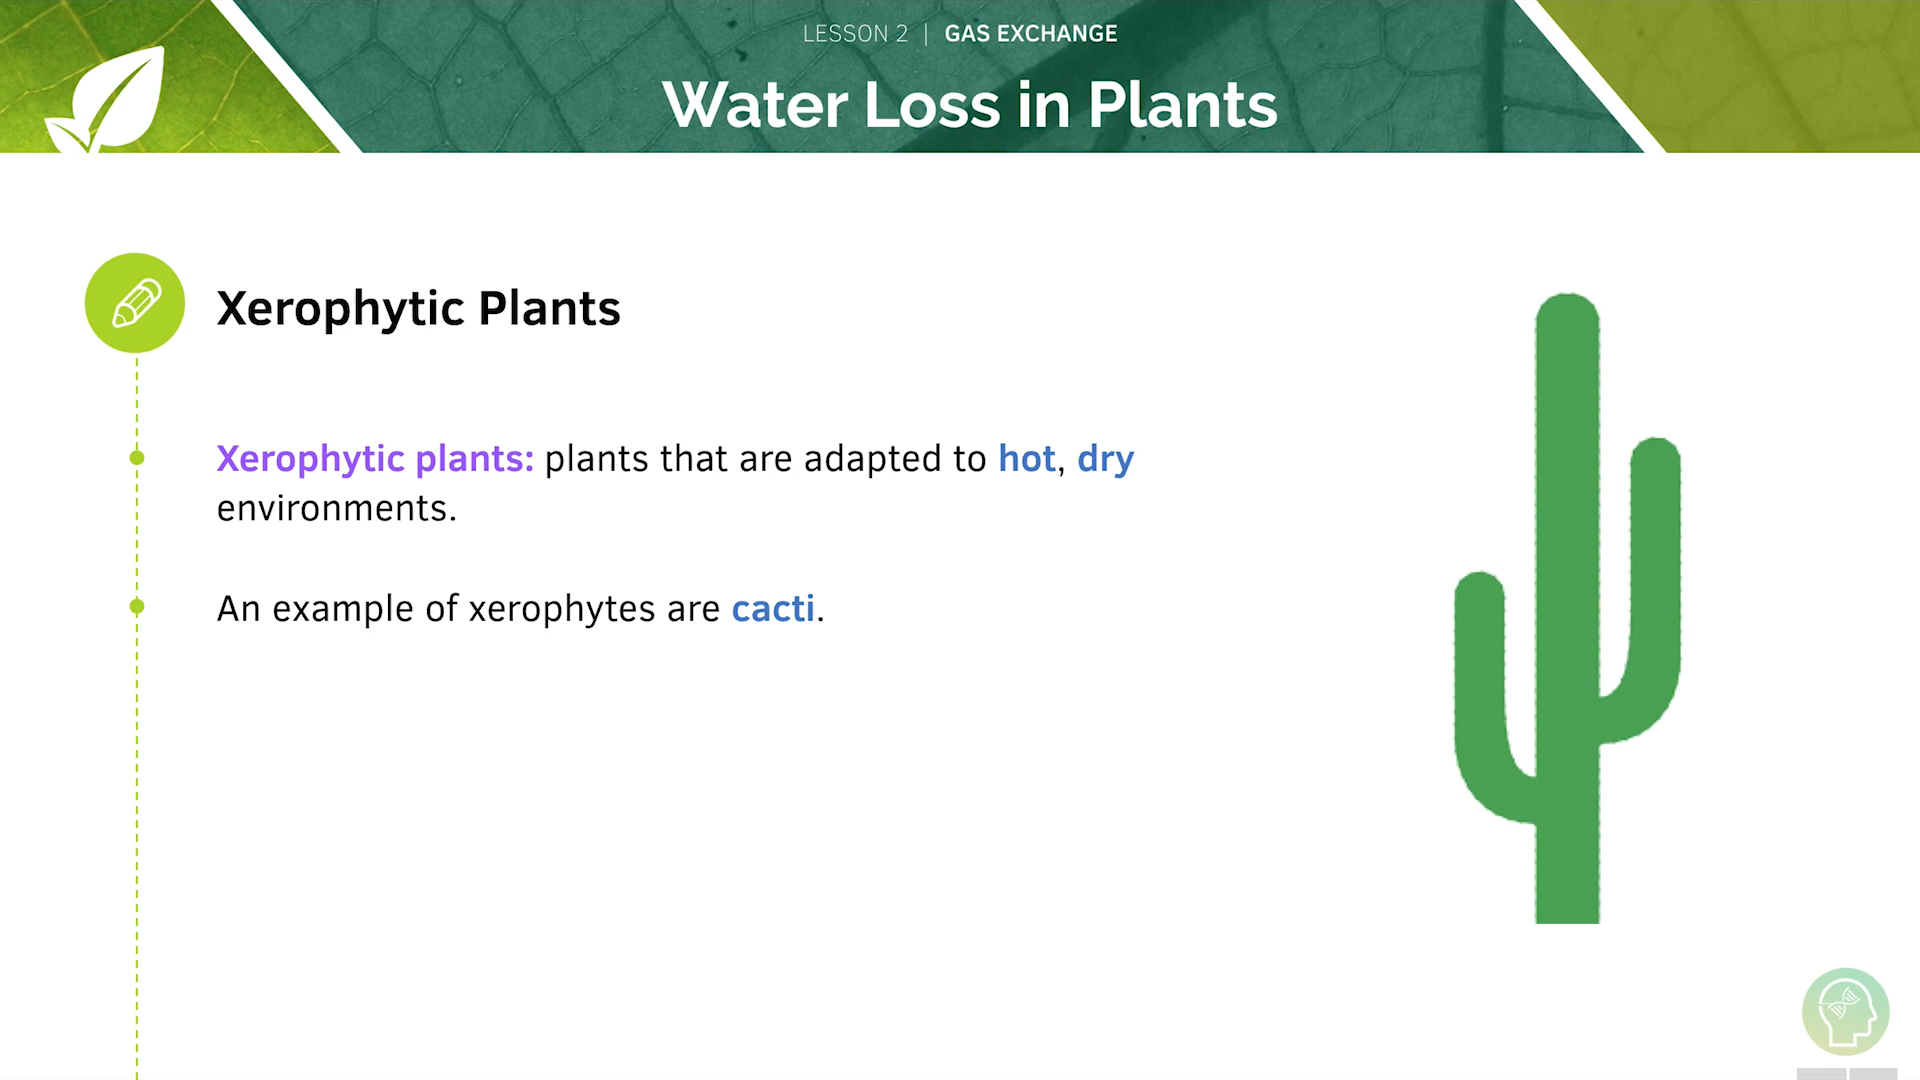 LESSON 2 | GAS EXCHANGE
Water Loss in Plants
Xerophytic Plants
Xerophytic plants: plants that are adapted to hot, dry
environments.
An example of xerophytes are cacti.